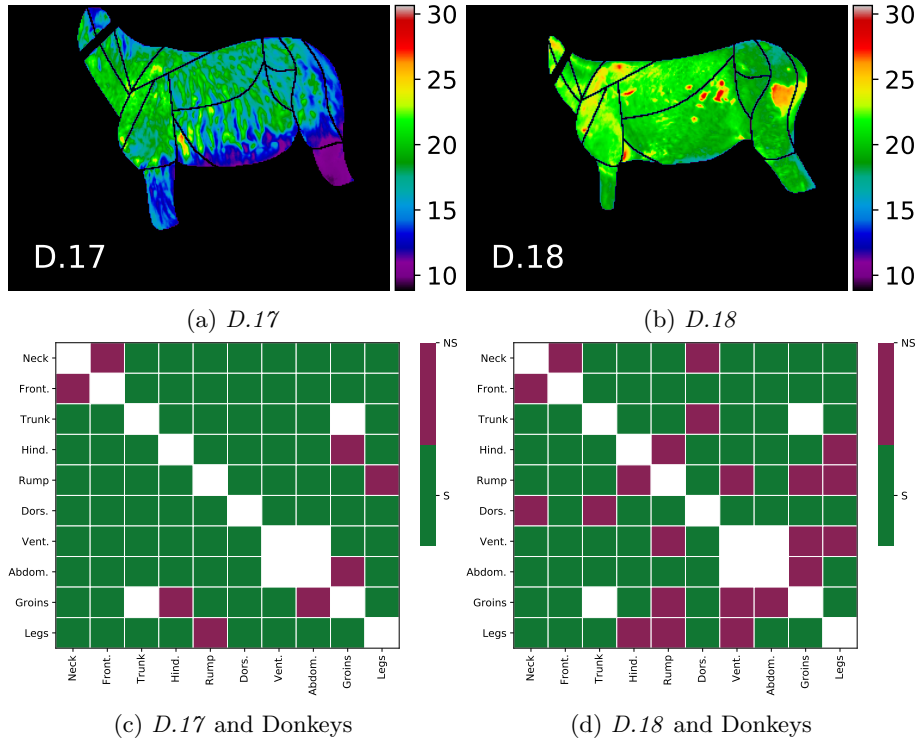 30
25
20
15
10
D.17
30
25
20
15
10
D.18
(a) D.17
(b) D.18
Neck
Front.
Trunk
Hind.
Rump
Dors.
Vent.
Abdom.
Groins
Legs
Neck
Front.
Trunk
Hind.
Rump
Dors.
Vent.
Abdom.
Groins
Legs
NS
S
Neck
Front.
Trunk
Hind.
Rump
Dors.
Vent.
Abdom.
Groins
Legs
Neck
Front.
Trunk
Hind.
Rump
Dors.
Vent.
Abdom.
Groins
Legs
NS
S
(c) D.17 and Donkeys
(d) D.18 and Donkeys